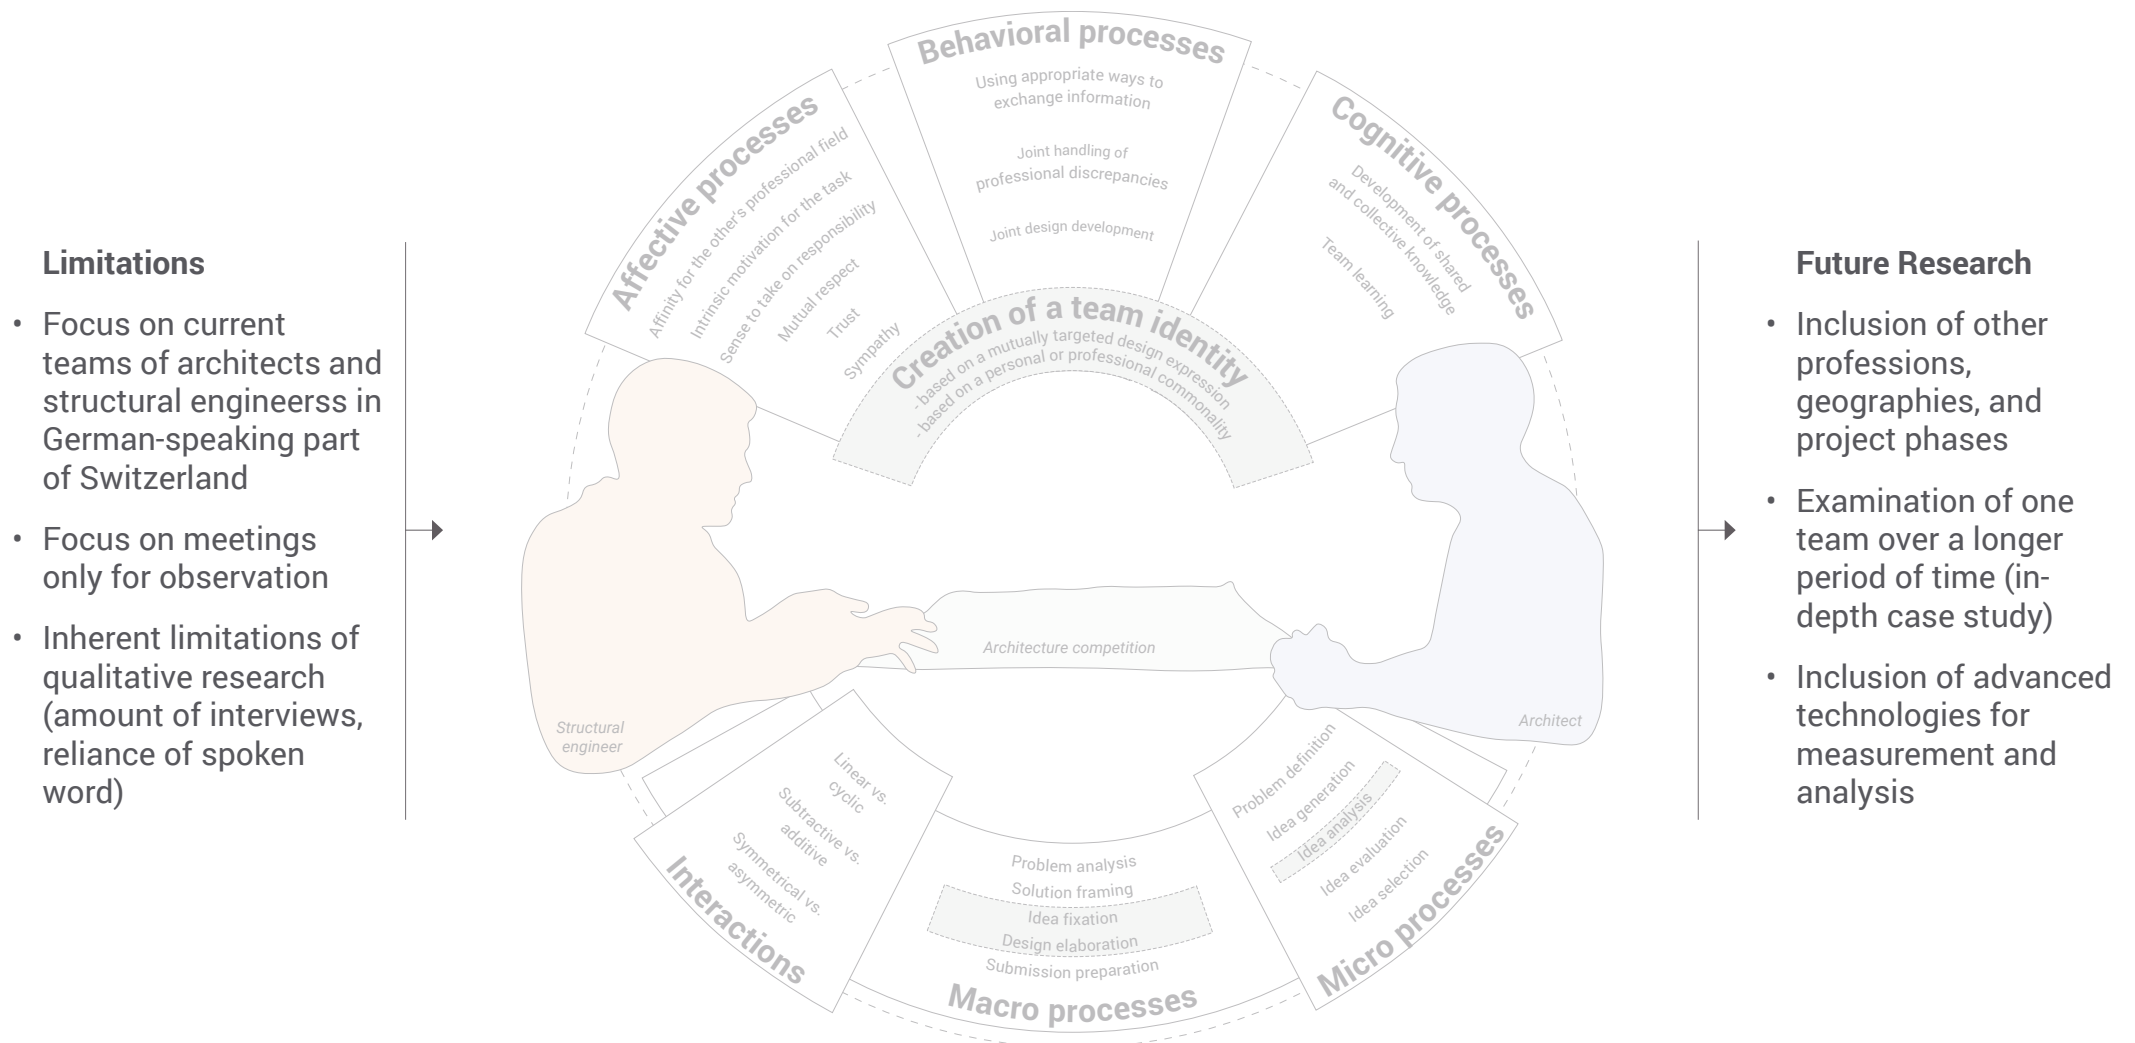 Limitations
• Focus on current
teams of architects and
structural engineerss in
German-speaking part
of Switzerland
• Focus on meetings
only for observation
• Inherent limitations of
qualitative research
(amount of interviews,
reliance of spoken
word)
Affective processes
Affinity for the other's professional field
Intrinsic motivation for the task
Sense to take on responsibility
Mutual respect
Trust
Sympathy
Behavioral processes
Using appropriate ways to
exchange information
Joint handling of
professional discrepancies
Joint design development
Cognitive processes
Development of shared
and collective knowledge
Team learning
Creation of a team identity
- based on a mutually targeted design expression
- based on a personal or professional commonality
Architecture competition
Structural
engineer
Architect
Linear vs.
cyclic
Subtractive vs.
additive
Symmetrical vs.
asymmetric
Interactions
Problem analysis
Solution framing
Idea fixation
Design elaboration
Submission preparation
Macro processes
Problem definition
Idea generation
Idea analysis
Idea evaluation
Idea selection
Micro processes
Future Research
• Inclusion of other
professions,
geographies, and
project phases
• Examination of one
team over a longer
period of time (in-
depth case study)
• Inclusion of advanced
technologies for
measurement and
analysis